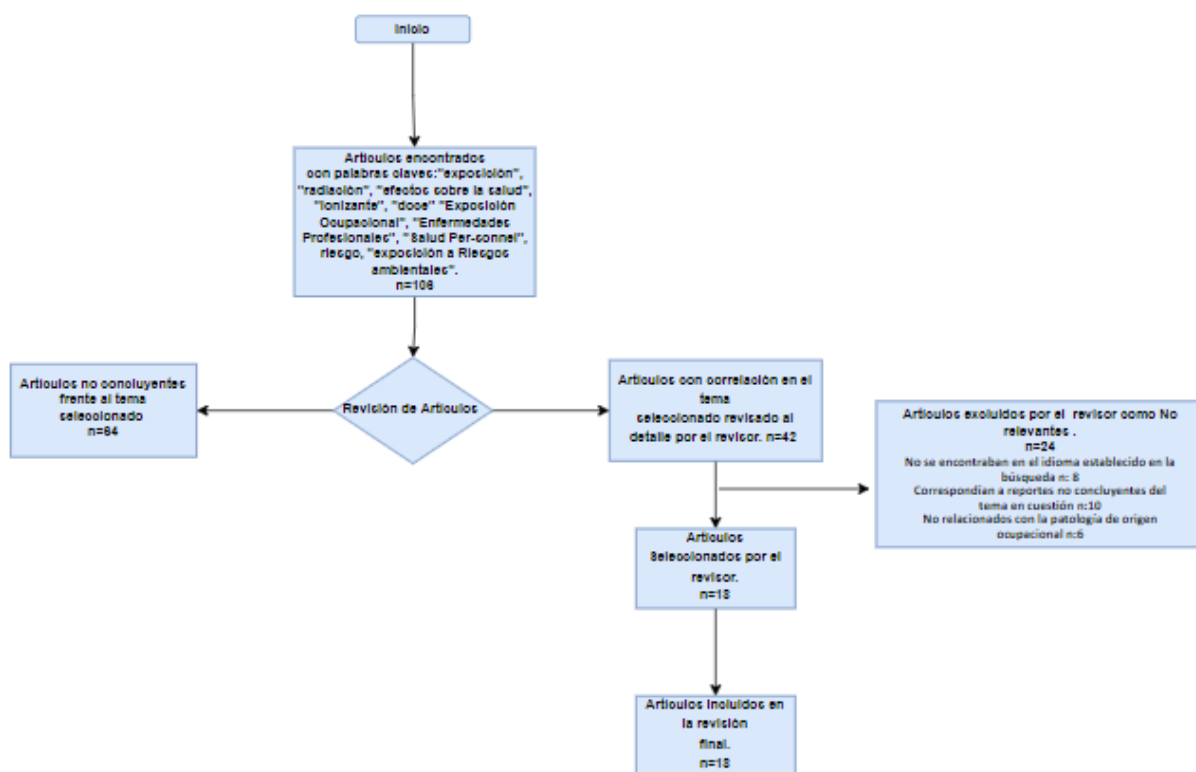 Inicio
Artículos encontrados
con palabras claves:"exposición",
"radiación", "efectos sobre la salud",
"ionizante", "dose" "Exposición
Ocupacional", "Enfermedades
Profesionales", "Salud Per-sonnel",
riesgo, "exposición a Riesgos
ambientales".
n=106
Revisión de Artículos
Artículos no concluyentes
frente al tema
seleccionado
n=64
Artículos con correlación en el
tema
seleccionado revisado al
detalle por el revisor. n=42
Artículos excluidos por el revisor como No
relevantes .
n=24
No se encontraban en el idioma establecido en la
búsqueda n: 8
Correspondían a reportes no concluyentes del
tema en cuestión n:10
No relacionados con la patología de origen
ocupacional n:6
Artículos
Seleccionados por el
revisor.
n=18
Artículos incluidos en
la revisión
final.
n=18